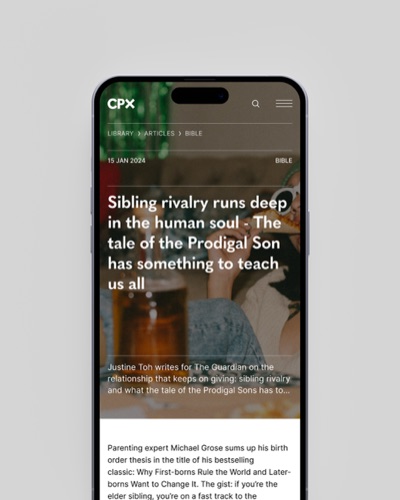 CPX
LIBRARY > ARTICLES > BIBLE
15 JAN 2024 BIBLE
Sibling rivalry runs deep
in the human soul - The
tale of the Prodigal Son
has something to teach
us all
Justine Toh writes for The Guardian on the
relationship that keeps on giving: sibling rivalry
and what the tale of the Prodigal Sons has to...
Parenting expert Michael Grose sums up his birth
order thesis in the title of his bestselling
classic: Why First-borns Rule the World and Later-
borns Want to Change It. The gist: if you're the
elder sibling, you're on a fast track to the